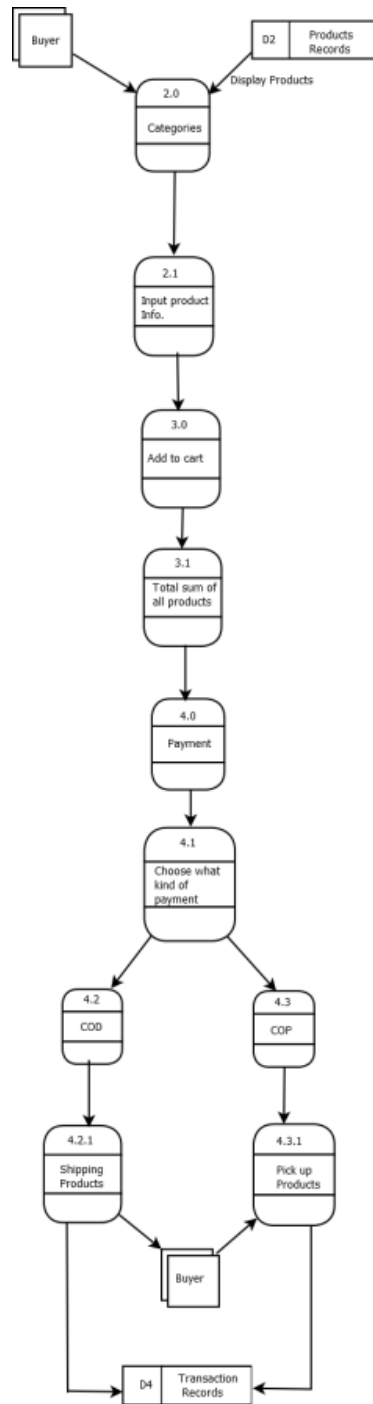 Buyer
D2
Products
Records
Display Products
2.0
Categories
2.1
Input product
Info.
3.0
Add to cart
3.1
Total sum of
all products
4.0
Payment
4.1
Choose what
kind of
payment
4.2
COD
4.3
COP
4.2.1
Shipping
Products
4.3.1
Pick up
Products
Buyer
D4
Transaction
Records